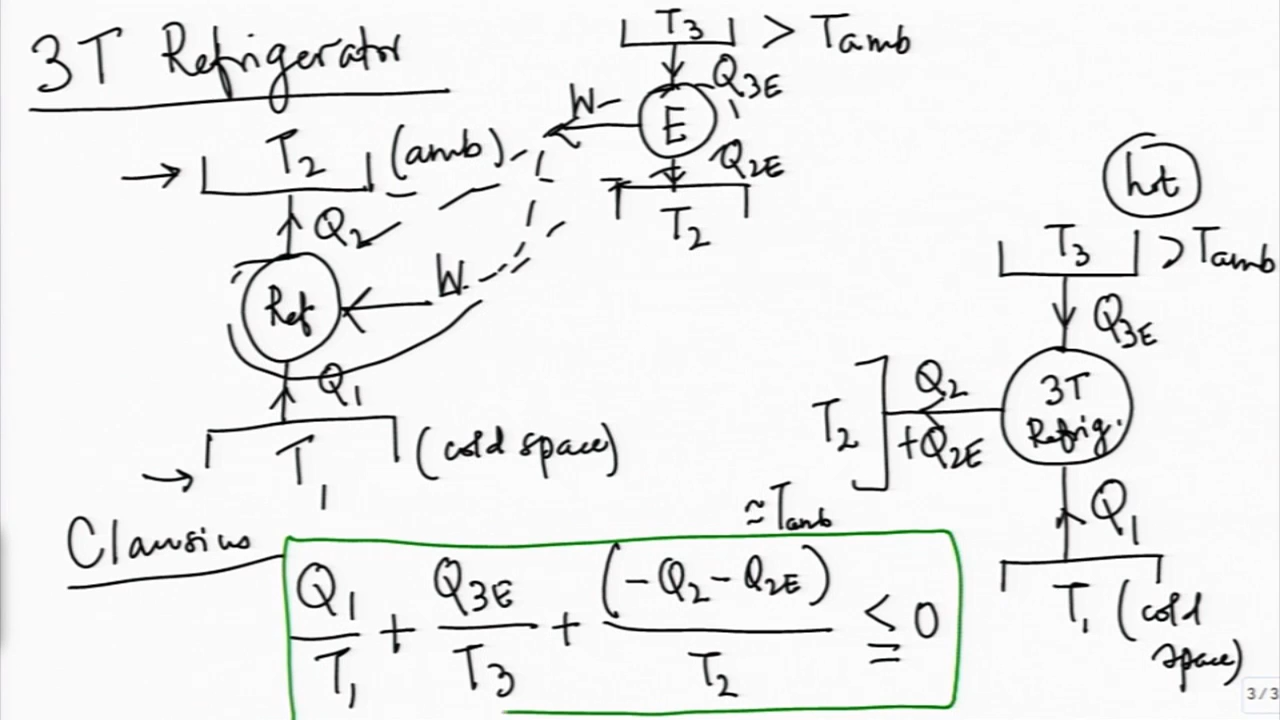 3T Refrigerator
T3 > Tamb
Q3E
W
E
Q2E
T2
T2 (amb)
Q2
Ref
W
Q1
T1 (cold space)
hot
T3 > Tamb
Q3E
3T
Refrig.
Q2
+Q2E
T2
≃Tamb
Q1
T1 (cold
space)
Clausius
Q1/T1 + Q3E/T3 + (-Q2-Q2E)/T2 ≤ 0
3/3